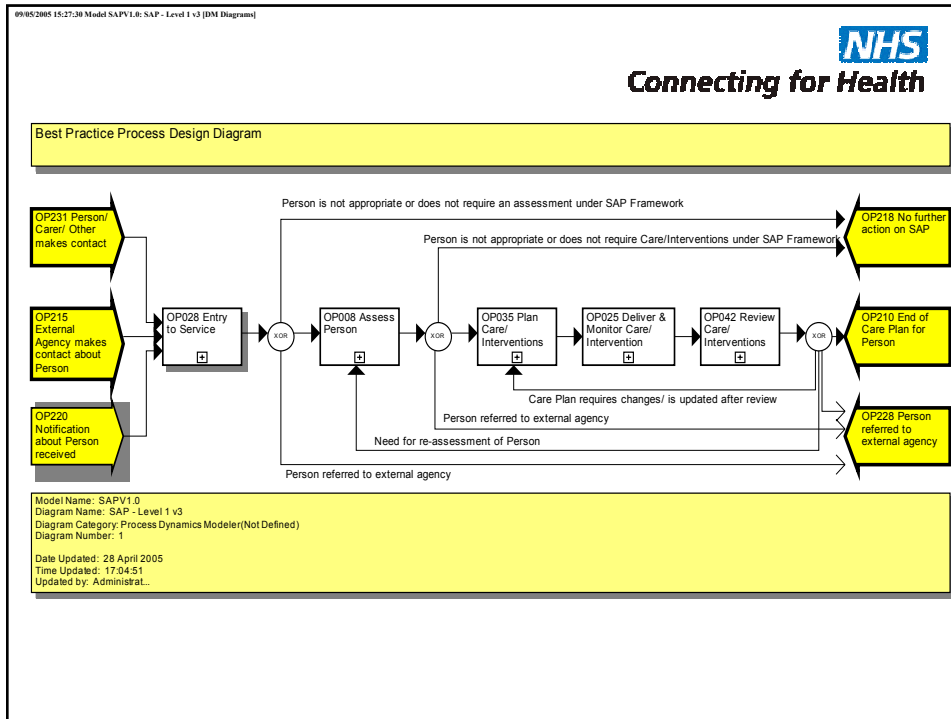 09/05/2005 15:27:30 Model SAPV1.0: SAP - Level 1 v3 [DM Diagrams]
NHS
Connecting for Health
Best Practice Process Design Diagram
Person is not appropriate or does not require an assessment under SAP Framework
OP231 Person/
Carer/ Other
makes contact
OP218 No further
action on SAP
Person is not appropriate or does not require Care/Interventions under SAP Framework
OP215
External
Agency makes
contact about
Person
OP028 Entry
to Service
XOR
OP008 Assess
Person
XOR
OP035 Plan
Care/
Interventions
OP025 Deliver &
Monitor Care/
Intervention
OP042 Review
Care/
Interventions
XOR
OP210 End of
Care Plan for
Person
Care Plan requires changes/ is updated after review
OP220
Notification
about Person
received
Person referred to external agency
OP228 Person
referred to
external agency
Need for re-assessment of Person
Person referred to external agency
Model Name: SAPV1.0
Diagram Name: SAP - Level 1 v3
Diagram Category: Process Dynamics Modeler(Not Defined)
Diagram Number: 1
Date Updated: 28 April 2005
Time Updated: 17:04:51
Updated by: Administrat...